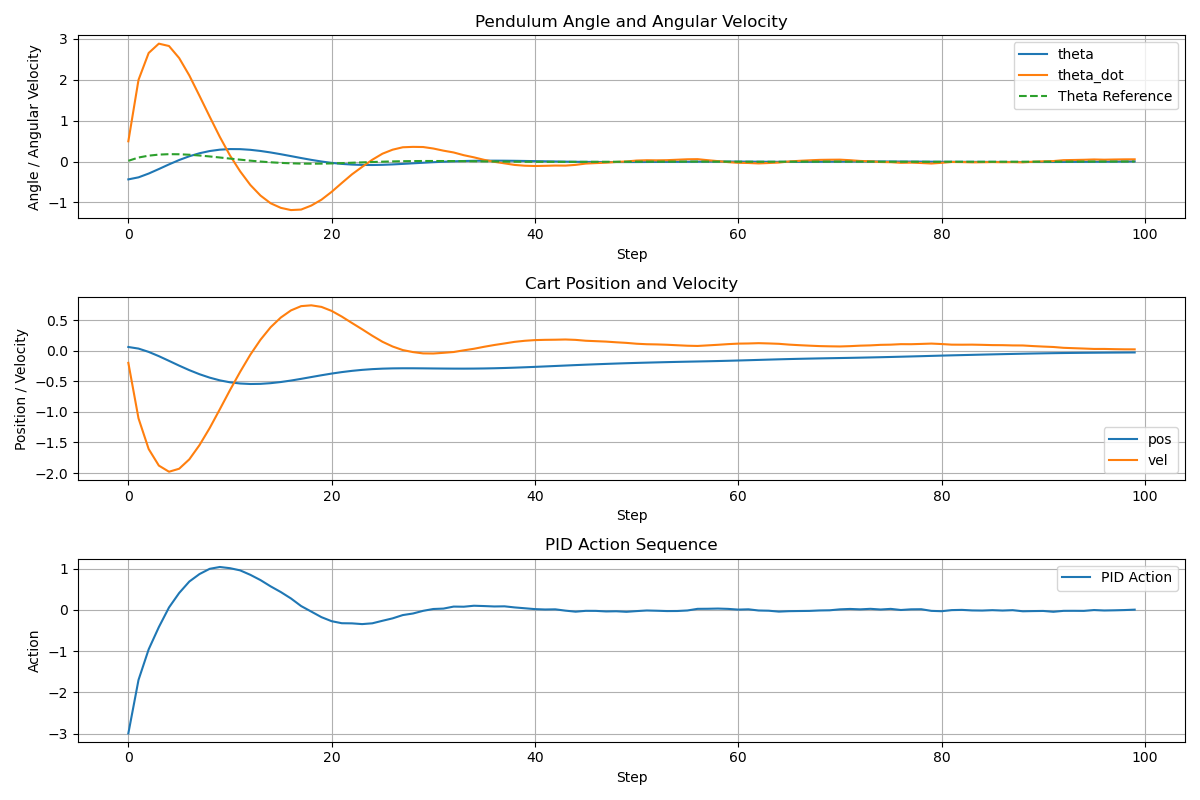 Pendulum Angle and Angular Velocity
Angle / Angular Velocity
3
2
1
0
−1
theta
theta_dot
Theta Reference
0 20 40 60 80 100
Step
Cart Position and Velocity
Position / Velocity
0.5
0.0
−0.5
−1.0
−1.5
−2.0
pos
vel
0 20 40 60 80 100
Step
PID Action Sequence
Action
1
0
−1
−2
−3
PID Action
0 20 40 60 80 100
Step